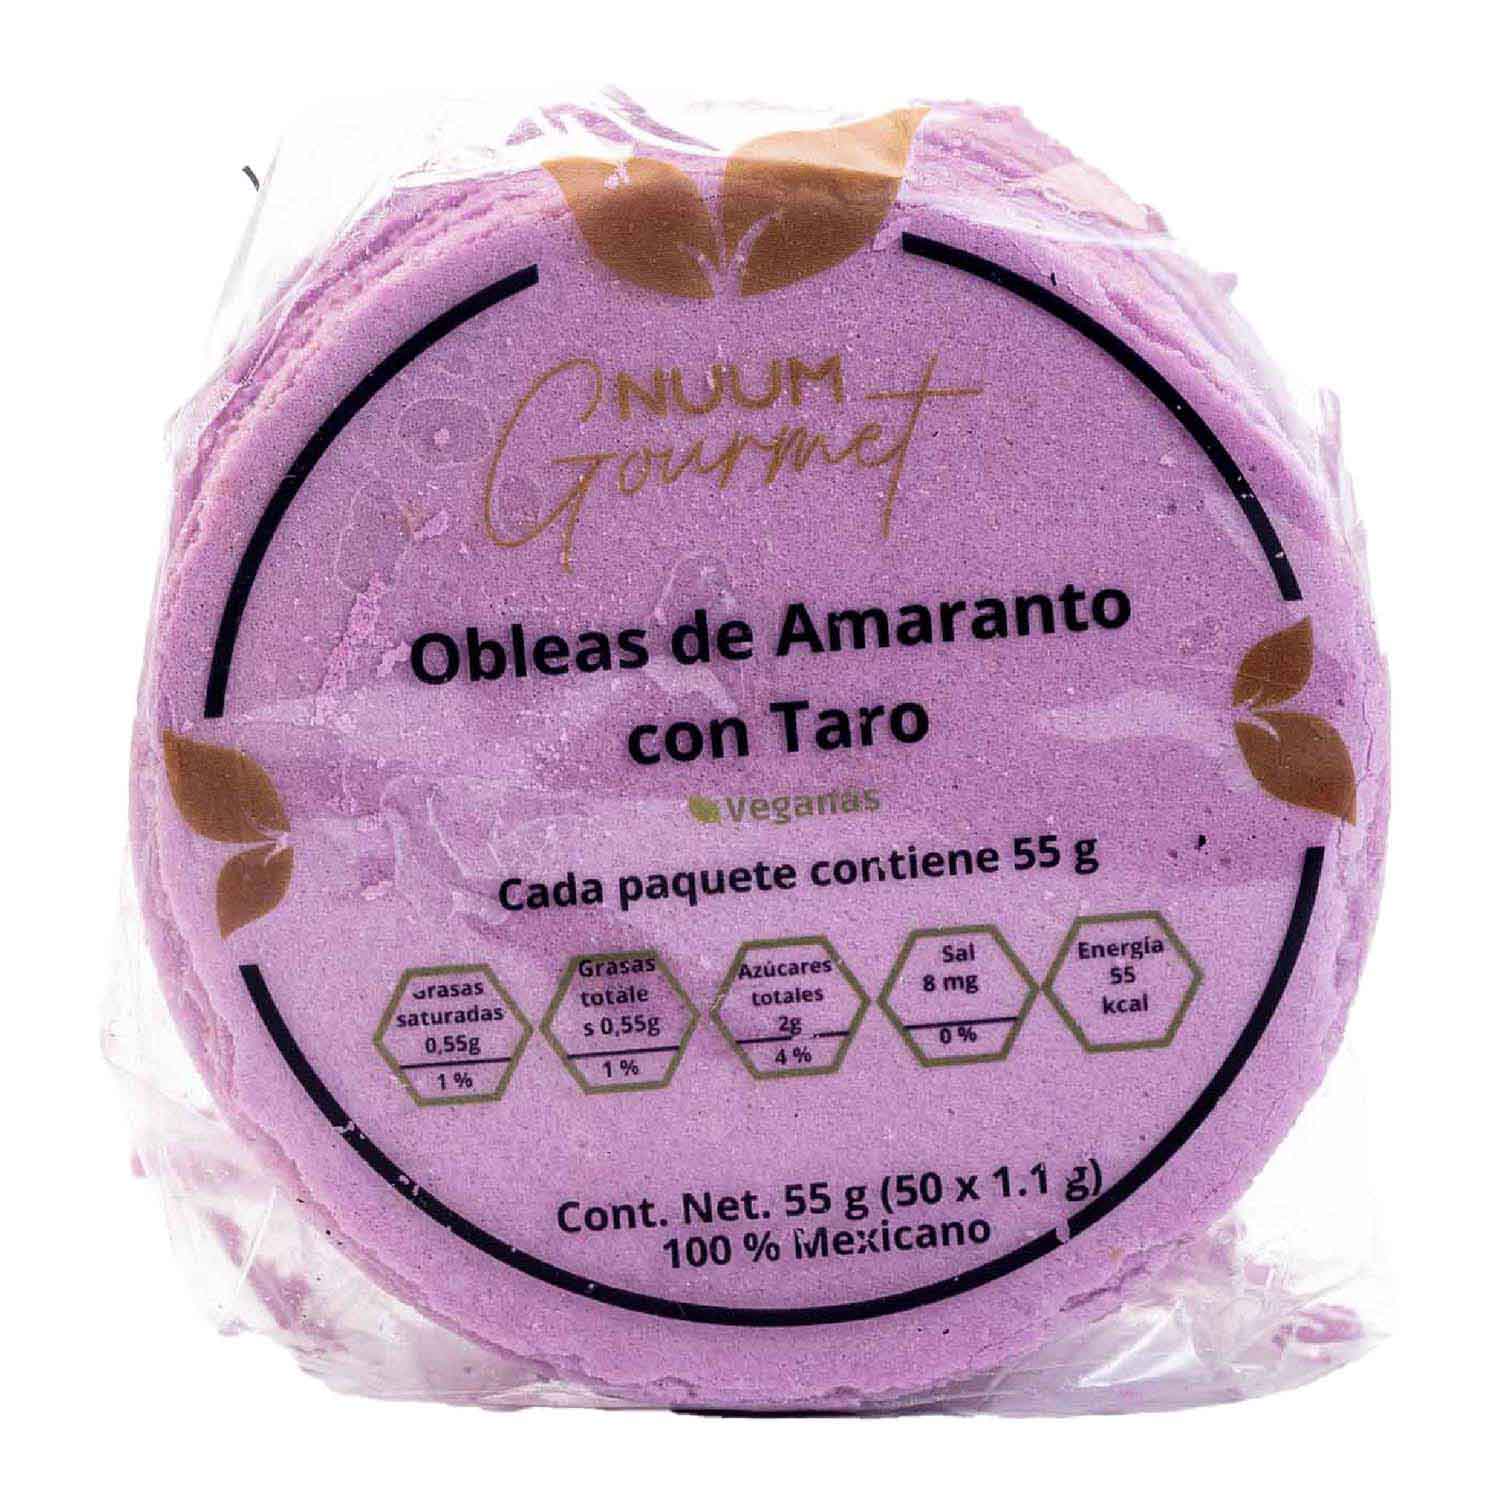 NUUM
Gourmet
Obleas de Amaranto
con Taro
Veganas
Cada paquete contiene 55 g
Grasas
saturadas
0,55g
1 %
Grasas
totale
s 0,55g
1 %
Azúcares
totales
2g
4 %
Sal
8 mg
0 %
Energía
55
kcal
Cont. Net. 55 g (50 x 1.1 g)
100 % Mexicano